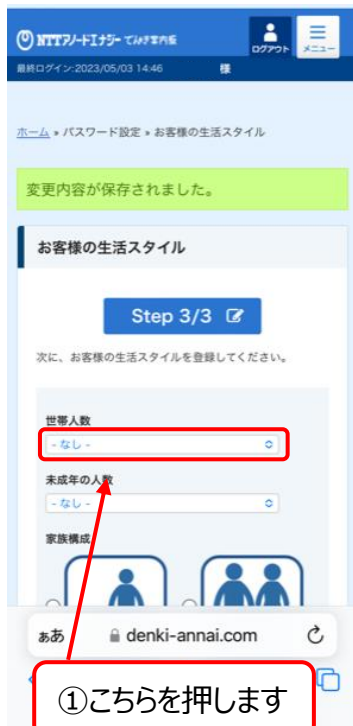 NTTアノードエナジー でんき案内板
ログアウト
メニュー
最終ログイン:2023/05/03 14:46 様
ホーム » パスワード設定 » お客様の生活スタイル
変更内容が保存されました。
お客様の生活スタイル
Step 3/3
次に、お客様の生活スタイルを登録してください。
世帯人数
- なし -
未成年の人数
- なし -
家族構成
ぁあ denki-annai.com
①こちらを押します